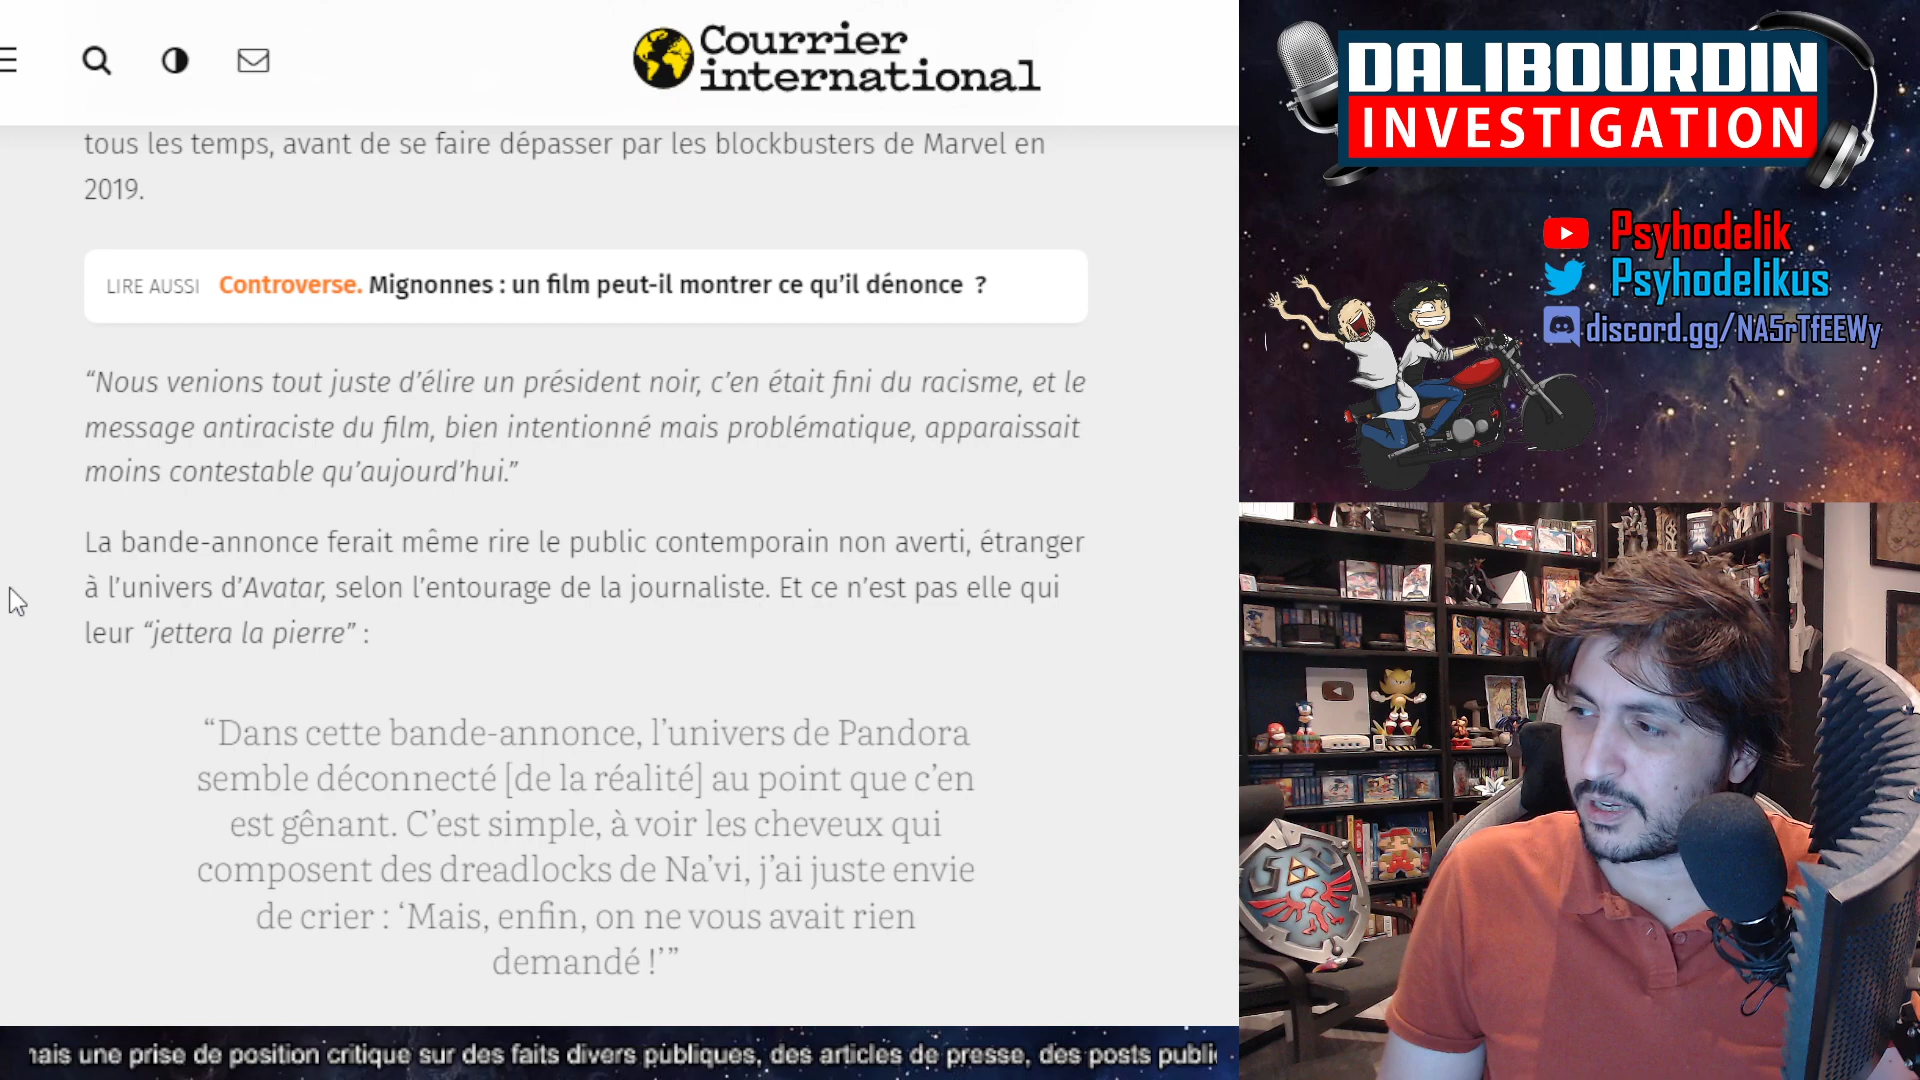 Courrier
international
tous les temps, avant de se faire dépasser par les blockbusters de Marvel en
2019.
LIRE AUSSI Controverse. Mignonnes : un film peut-il montrer ce qu’il dénonce ?
“Nous venions tout juste d’élire un président noir, c’en était fini du racisme, et le
message antiraciste du film, bien intentionné mais problématique, apparaissait
moins contestable qu’aujourd’hui.”
La bande-annonce ferait même rire le public contemporain non averti, étranger
à l’univers d’Avatar, selon l’entourage de la journaliste. Et ce n’est pas elle qui
leur “jettera la pierre” :
“Dans cette bande-annonce, l’univers de Pandora
semble déconnecté [de la réalité] au point que c’en
est gênant. C’est simple, à voir les cheveux qui
composent des dreadlocks de Na’vi, j’ai juste envie
de crier : ‘Mais, enfin, on ne vous avait rien
demandé !’”
mais une prise de position critique sur des faits divers publiques, des articles de presse, des posts publi
DALIBOURDIN
INVESTIGATION
Psyhodelik
Psyhodelikus
discord.gg/NA5rTfEEWy